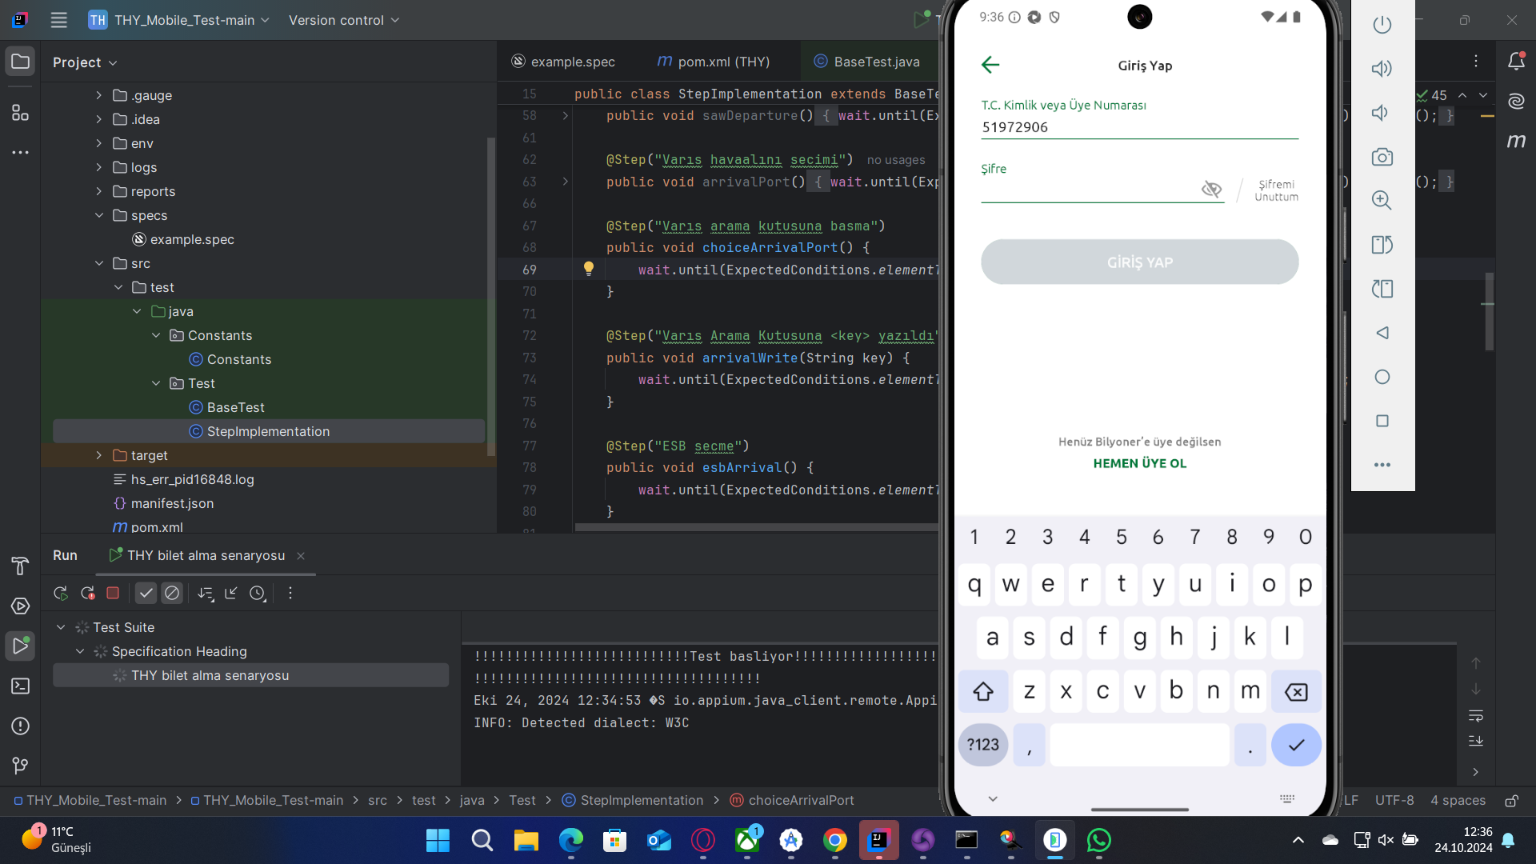 TH THY_Mobile_Test-main
Version control
Project
.gauge
.idea
env
logs
reports
specs
example.spec
src
test
java
Constants
Constants
Test
BaseTest
StepImplementation
target
hs_err_pid16848.log
manifest.json
pom.xml
example.spec
pom.xml (THY)
BaseTest.java
45
15 public class StepImplementation extends BaseTe
58 public void sawDeparture() { wait.until(Ex
61
62 @Step("Varıs havaalını secimi") no usages
63 public void arrivalPort() { wait.until(Exp
66
67 @Step("Varıs arama kutusuna basma")
68 public void choiceArrivalPort() {
69 wait.until(ExpectedConditions.elementT
70 }
71
72 @Step("Varıs Arama Kutusuna <key> yazıldı"
73 public void arrivalWrite(String key) {
74 wait.until(ExpectedConditions.elementT
75 }
76
77 @Step("ESB secme")
78 public void esbArrival() {
79 wait.until(ExpectedConditions.elementT
80 }
(); }
(); }
9:36
Giriş Yap
T.C. Kimlik veya Üye Numarası
51972906
Şifre
Şifremi
Unuttum
GİRİŞ YAP
Henüz Bilyoner'e üye değilsen
HEMEN ÜYE OL
1 2 3 4 5 6 7 8 9 0
q w e r t y u i o p
a s d f g h j k l
z x c v b n m
?123 , .
Run
THY bilet alma senaryosu
Test Suite
Specification Heading
THY bilet alma senaryosu
!!!!!!!!!!!!!!!!!!!!!!!!!!!Test basliyor!!!!!!!!!!!!!!!!!!
!!!!!!!!!!!!!!!!!!!!!!!!!!!!!!!!!!!!
Eki 24, 2024 12:34:53 �S io.appium.java_client.remote.Appi
INFO: Detected dialect: W3C
THY_Mobile_Test-main > THY_Mobile_Test-main > src > test > java > Test > StepImplementation > choiceArrivalPort
LF UTF-8 4 spaces
1
11°C
Güneşli
1
12:36
24.10.2024